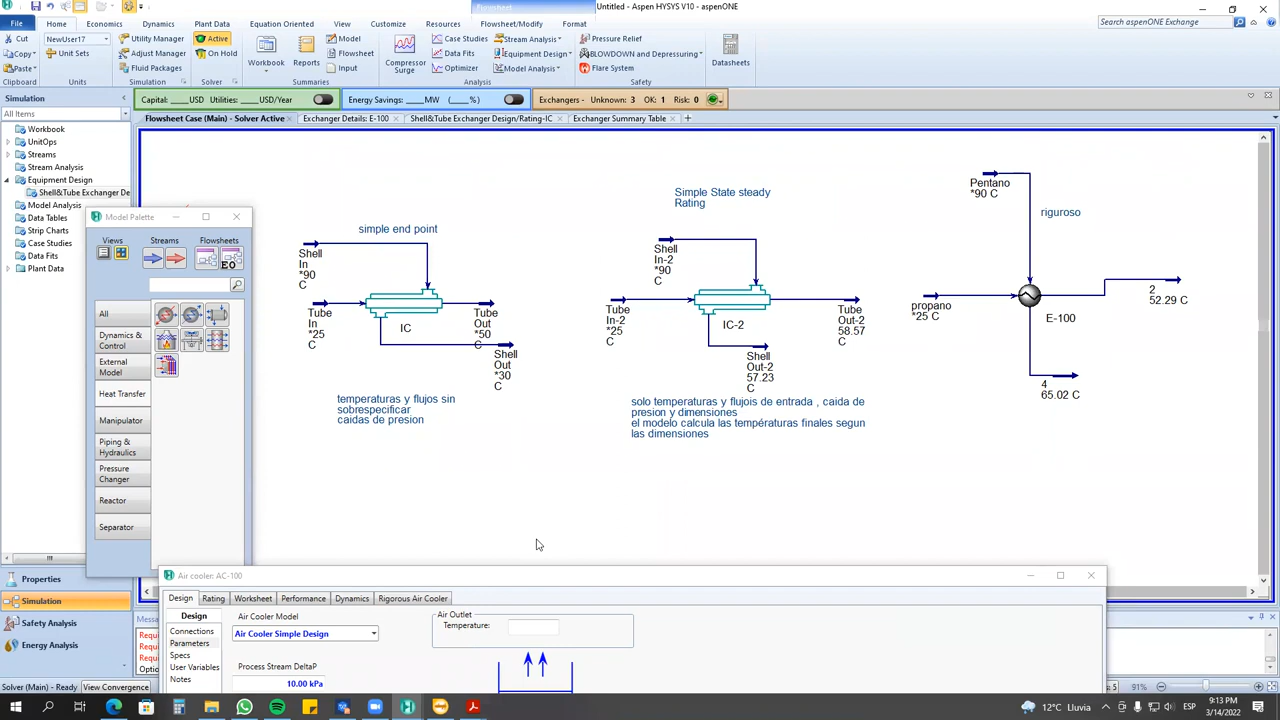 Flowsheet
Untitled - Aspen HYSYS V10 - aspenONE
File
Home
Economics
Dynamics
Plant Data
Equation Oriented
View
Customize
Resources
Flowsheet/Modify
Format
Search aspenONE Exchange
Cut
NewUser17
Utility Manager
Active
Model
Case Studies
Stream Analysis
Pressure Relief
Copy
Unit Sets
Adjust Manager
On Hold
Flowsheet
Data Fits
Equipment Design
BLOWDOWN and Depressuring
Paste
Fluid Packages
Workbook
Reports
Input
Compressor
Surge
Optimizer
Model Analysis
Flare System
Datasheets
Clipboard
Units
Simulation
Solver
Summaries
Analysis
Safety
Simulation
Capital: ____USD Utilities: ____USD/Year
Energy Savings: ____MW (____%)
Exchangers - Unknown: 3 OK: 1 Risk: 0
All Items
Flowsheet Case (Main) - Solver Active
Exchanger Details: E-100
Shell&Tube Exchanger Design/Rating-IC
Exchanger Summary Table
Workbook
UnitOps
Streams
Stream Analysis
Equipment Design
Shell&Tube Exchanger De
Model Analysis
Data Tables
Strip Charts
Case Studies
Data Fits
Plant Data
Model Palette
Views
Streams
Flowsheets
EO
All
Dynamics &
Control
External
Model
Heat Transfer
Manipulator
Piping &
Hydraulics
Pressure
Changer
Reactor
Separator
simple end point
Shell
In
*90
C
Tube
In
*25
C
IC
Tube
Out
*50
C
Shell
Out
*30
C
temperaturas y flujos sin
sobrespecificar
caidas de presion
Simple State steady
Rating
Shell
In-2
*90
C
Tube
In-2
*25
C
IC-2
Tube
Out-2
58.57
C
Shell
Out-2
57.23
C
solo temperaturas y flujois de entrada , caida de
presion y dimensiones
el modelo calcula las températuras finales segun
las dimensiones
Pentano
*90 C
riguroso
propano
*25 C
E-100
2
52.29 C
4
65.02 C
Properties
Simulation
Safety Analysis
Energy Analysis
Messa
Requi
Requi
Requi
Optio
Air cooler: AC-100
Design
Rating
Worksheet
Performance
Dynamics
Rigorous Air Cooler
Design
Connections
Parameters
Specs
User Variables
Notes
Air Cooler Model
Air Cooler Simple Design
Process Stream DeltaP
10.00 kPa
Air Outlet
Temperature:
Solver (Main) - Ready
View Convergence
91%
12°C Lluvia
ESP
9:13 PM
3/14/2022